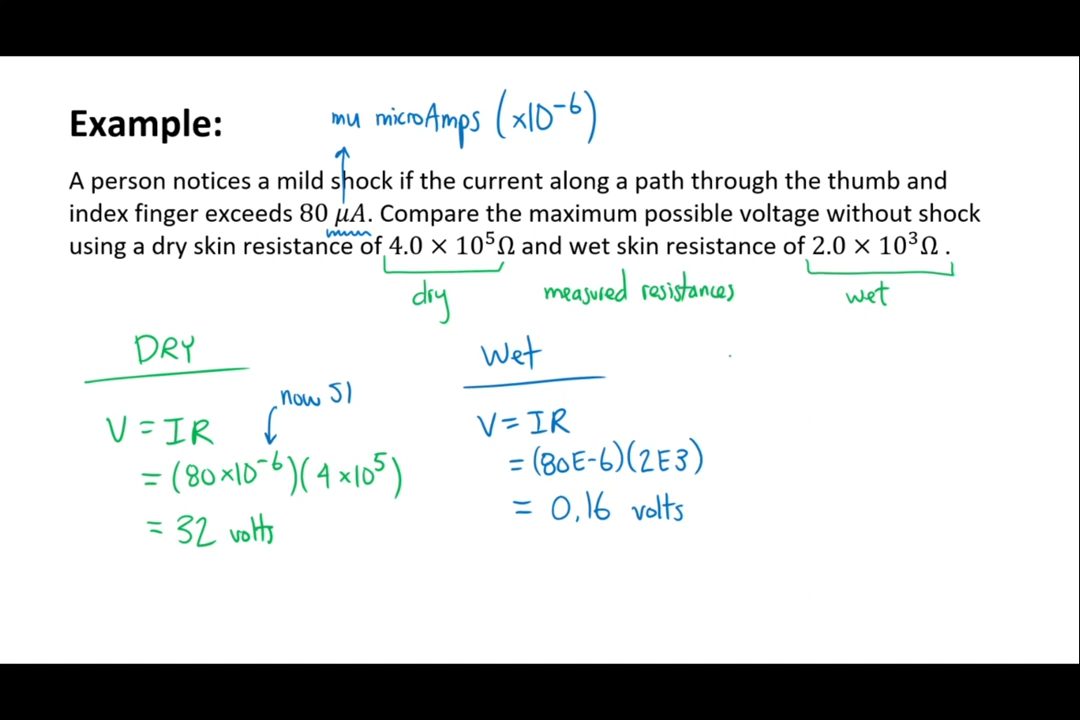 mu microAmps (×10⁻⁶)
Example:
A person notices a mild shock if the current along a path through the thumb and
index finger exceeds 80 μA. Compare the maximum possible voltage without shock
using a dry skin resistance of 4.0 × 10⁵Ω and wet skin resistance of 2.0 × 10³Ω .
dry measured resistances wet
DRY
now SI
V = IR
= (80×10⁻⁶)(4×10⁵)
= 32 volts
Wet
V = IR
= (80E-6)(2E3)
= 0.16 volts